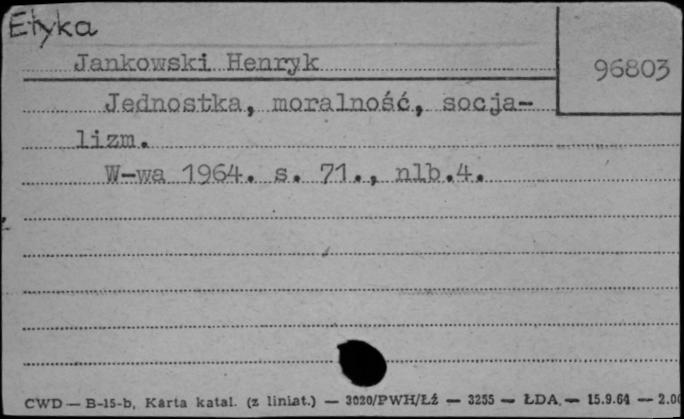 Etyka
Jankowski Henryk
96803
Jednostka, moralność, socja-
lizm.
W-wa 1964. s. 71., nlb.4.
CWD — B-15-b, Karta katal. (z liniat.) — 3020/PWH/Łź — 3255 — ŁDA, — 15.9.64 — 2.00